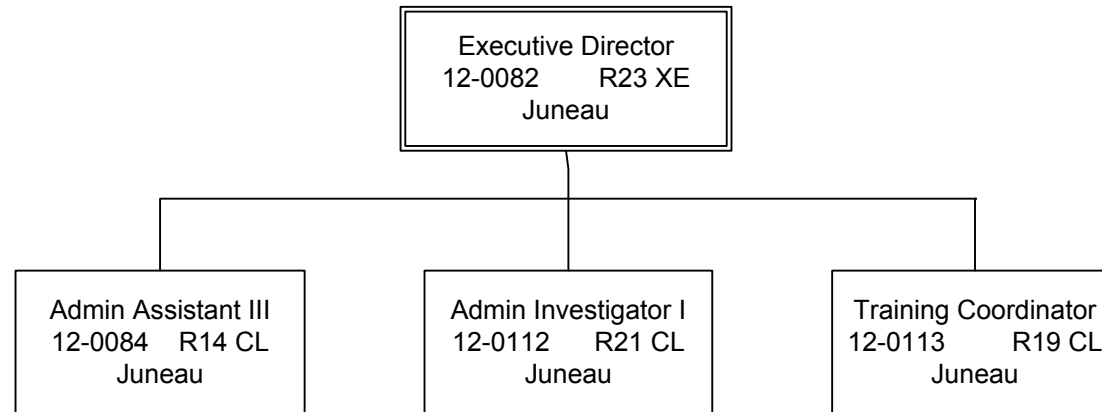 Executive Director
12-0082 R23 XE
Juneau
Admin Assistant III
12-0084 R14 CL
Juneau
Admin Investigator I
12-0112 R21 CL
Juneau
Training Coordinator
12-0113 R19 CL
Juneau